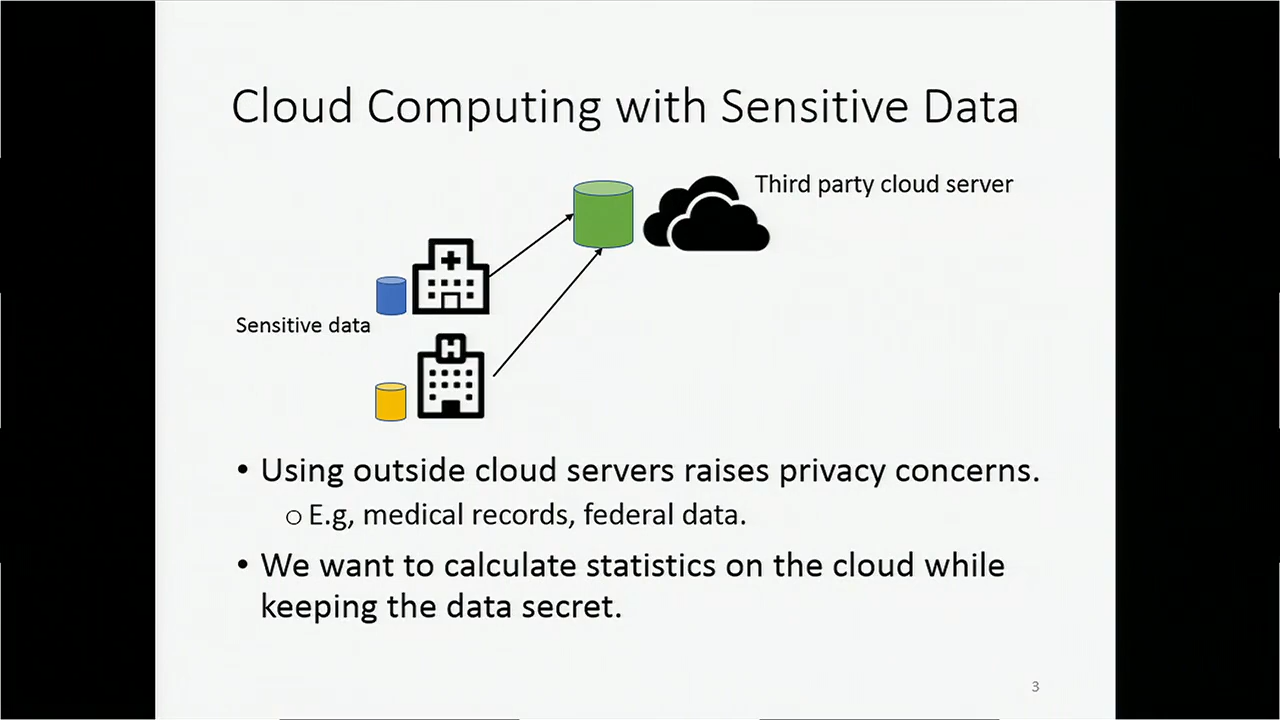 Cloud Computing with Sensitive Data
Third party cloud server
Sensitive data
H
• Using outside cloud servers raises privacy concerns.
o E.g, medical records, federal data.
• We want to calculate statistics on the cloud while
keeping the data secret.
3